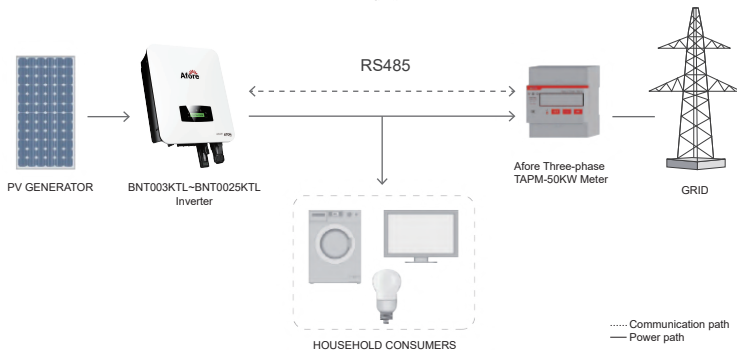 RS485
Afore
PV GENERATOR
BNT003KTL~BNT0025KTL
Inverter
Afore Three-phase
TAPM-50KW Meter
GRID
HOUSEHOLD CONSUMERS
Communication path
Power path